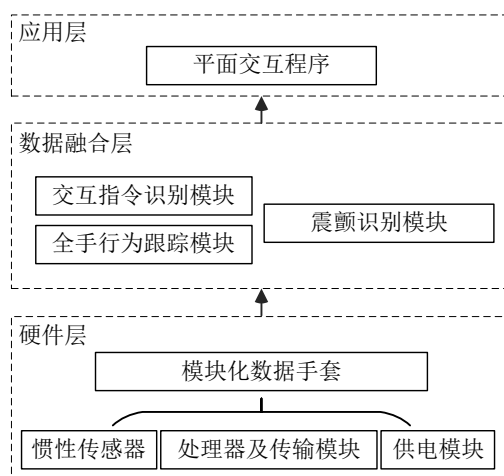 应用层
平面交互程序
数据融合层
交互指令识别模块
全手行为跟踪模块
震颤识别模块
硬件层
模块化数据手套
惯性传感器
处理器及传输模块
供电模块